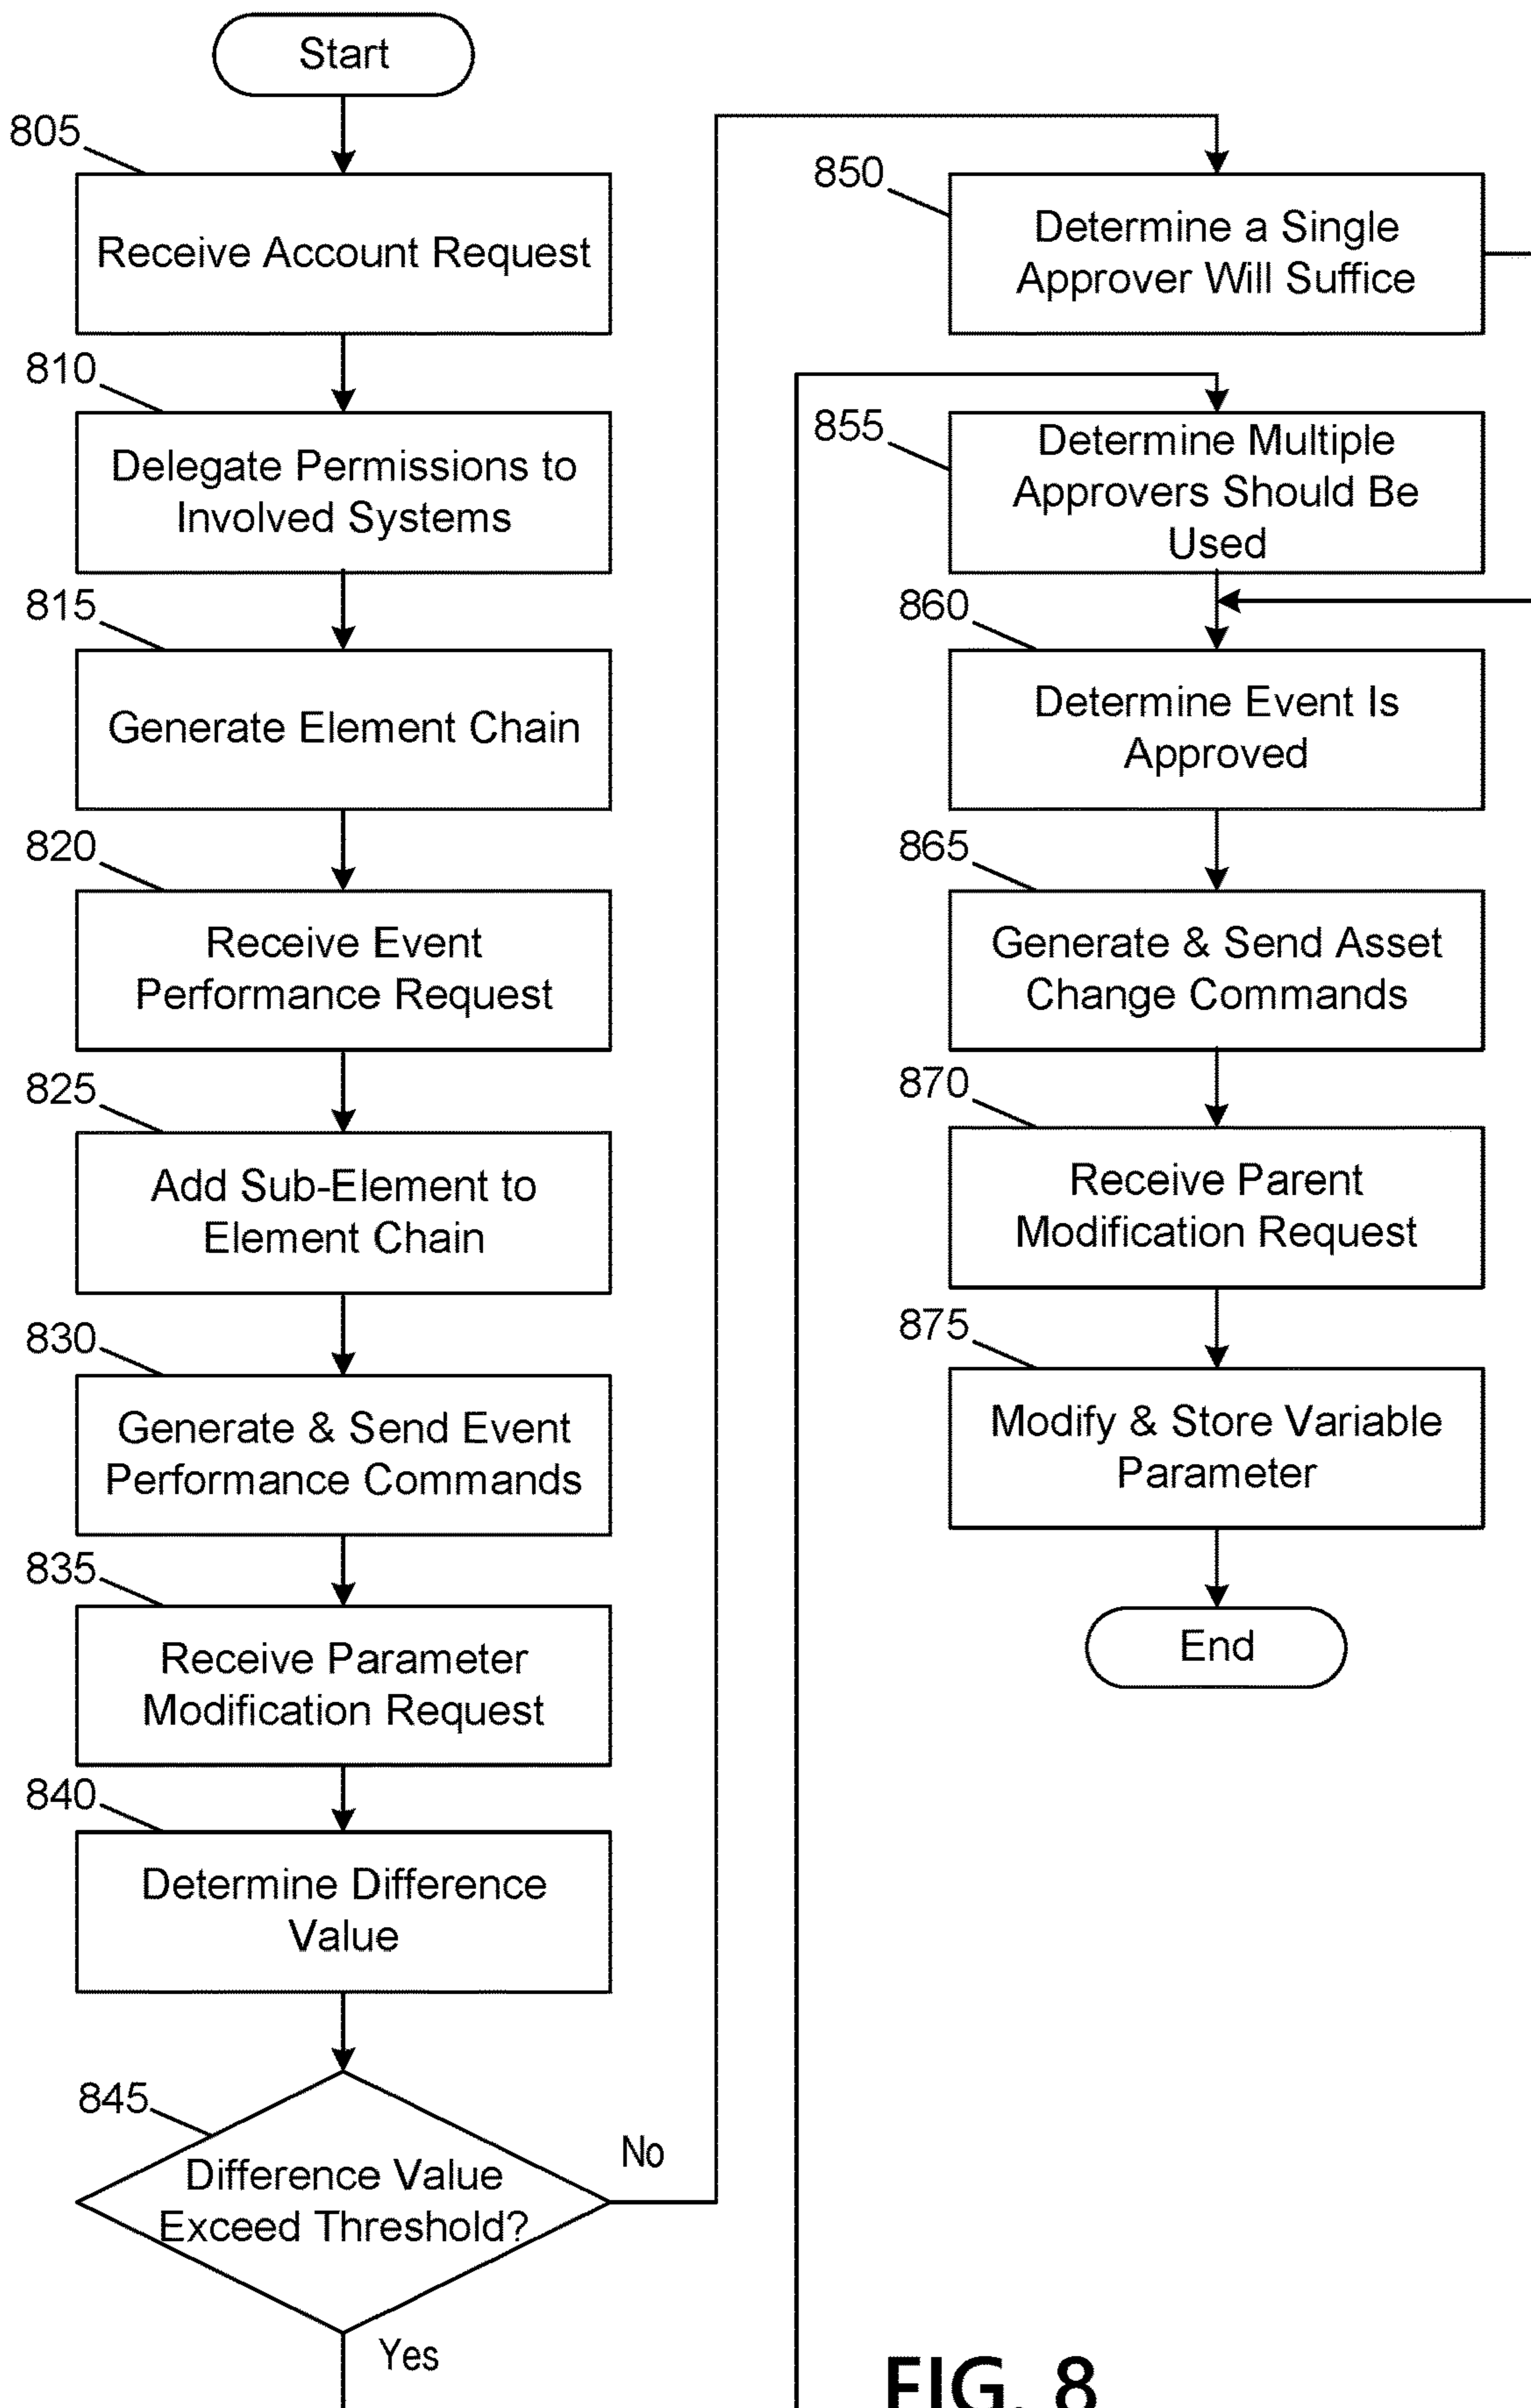 Start
805
Receive Account Request
810
Delegate Permissions to
Involved Systems
815
Generate Element Chain
820
Receive Event
Performance Request
825
Add Sub-Element to
Element Chain
830
Generate & Send Event
Performance Commands
835
Receive Parameter
Modification Request
840
Determine Difference
Value
845
Difference Value
Exceed Threshold?
No
Yes
850
Determine a Single
Approver Will Suffice
855
Determine Multiple
Approvers Should Be
Used
860
Determine Event Is
Approved
865
Generate & Send Asset
Change Commands
870
Receive Parent
Modification Request
875
Modify & Store Variable
Parameter
End
FIG. 8